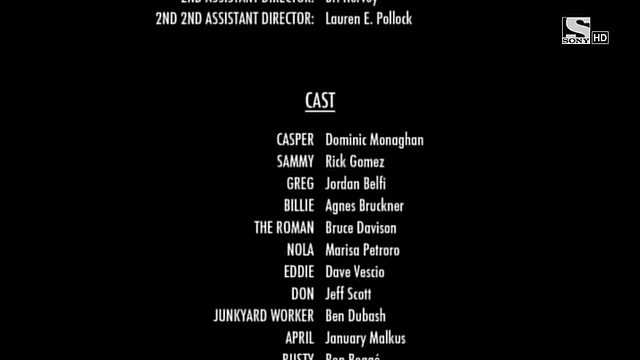 2ND 2ND ASSISTANT DIRECTOR: Lauren E. Pollock
SONY HD
CAST
CASPER Dominic Monaghan
SAMMY Rick Gomez
GREG Jordan Belfi
BILLIE Agnes Bruckner
THE ROMAN Bruce Davison
NOLA Marisa Petroro
EDDIE Dave Vescio
DON Jeff Scott
JUNKYARD WORKER Ben Dubash
APRIL January Malkus
RUSTY